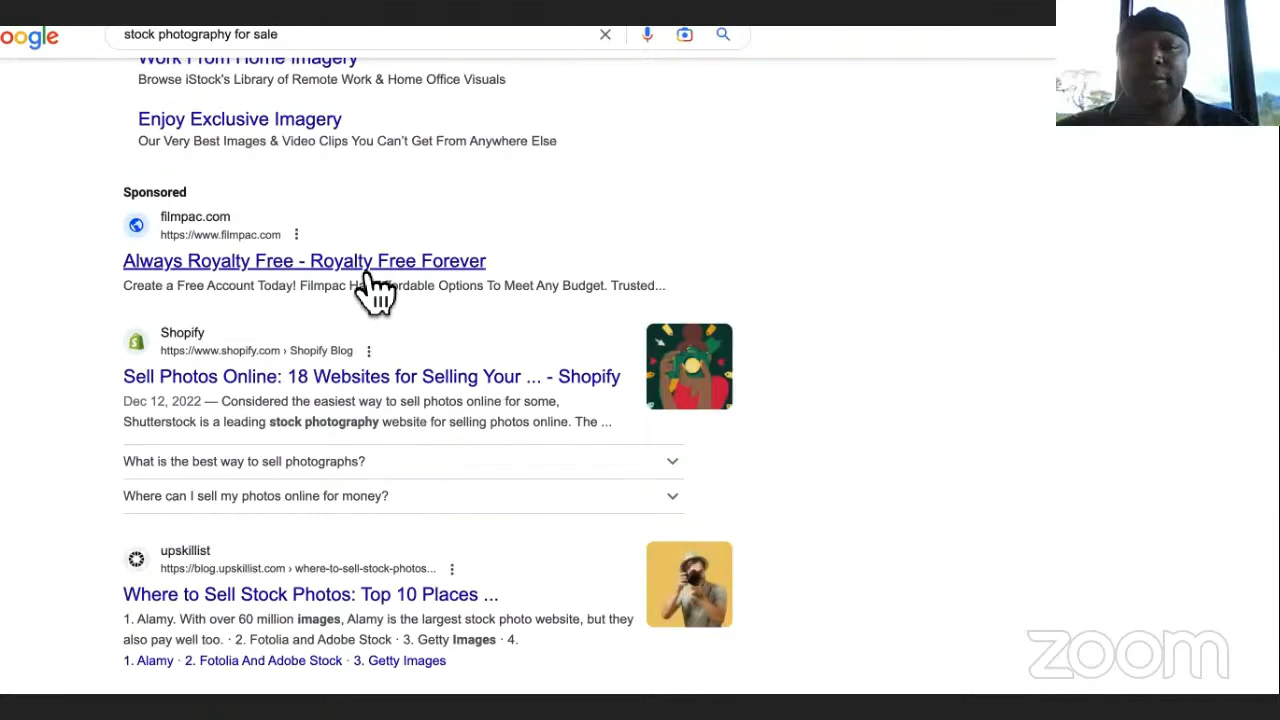 oogle
stock photography for sale
Work From Home Imagery
Browse iStock's Library of Remote Work & Home Office Visuals
Enjoy Exclusive Imagery
Our Very Best Images & Video Clips You Can't Get From Anywhere Else
Sponsored
filmpac.com
https://www.filmpac.com
Always Royalty Free - Royalty Free Forever
Create a Free Account Today! Filmpac Ha ordable Options To Meet Any Budget. Trusted...
Shopify
https://www.shopify.com › Shopify Blog
Sell Photos Online: 18 Websites for Selling Your ... - Shopify
Dec 12, 2022 — Considered the easiest way to sell photos online for some,
Shutterstock is a leading stock photography website for selling photos online. The ...
What is the best way to sell photographs?
Where can I sell my photos online for money?
upskillist
https://blog.upskillist.com › where-to-sell-stock-photos...
Where to Sell Stock Photos: Top 10 Places ...
1. Alamy. With over 60 million images, Alamy is the largest stock photo website, but they
also pay well too. · 2. Fotolia and Adobe Stock · 3. Getty Images · 4.
1. Alamy · 2. Fotolia And Adobe Stock · 3. Getty Images
zoom